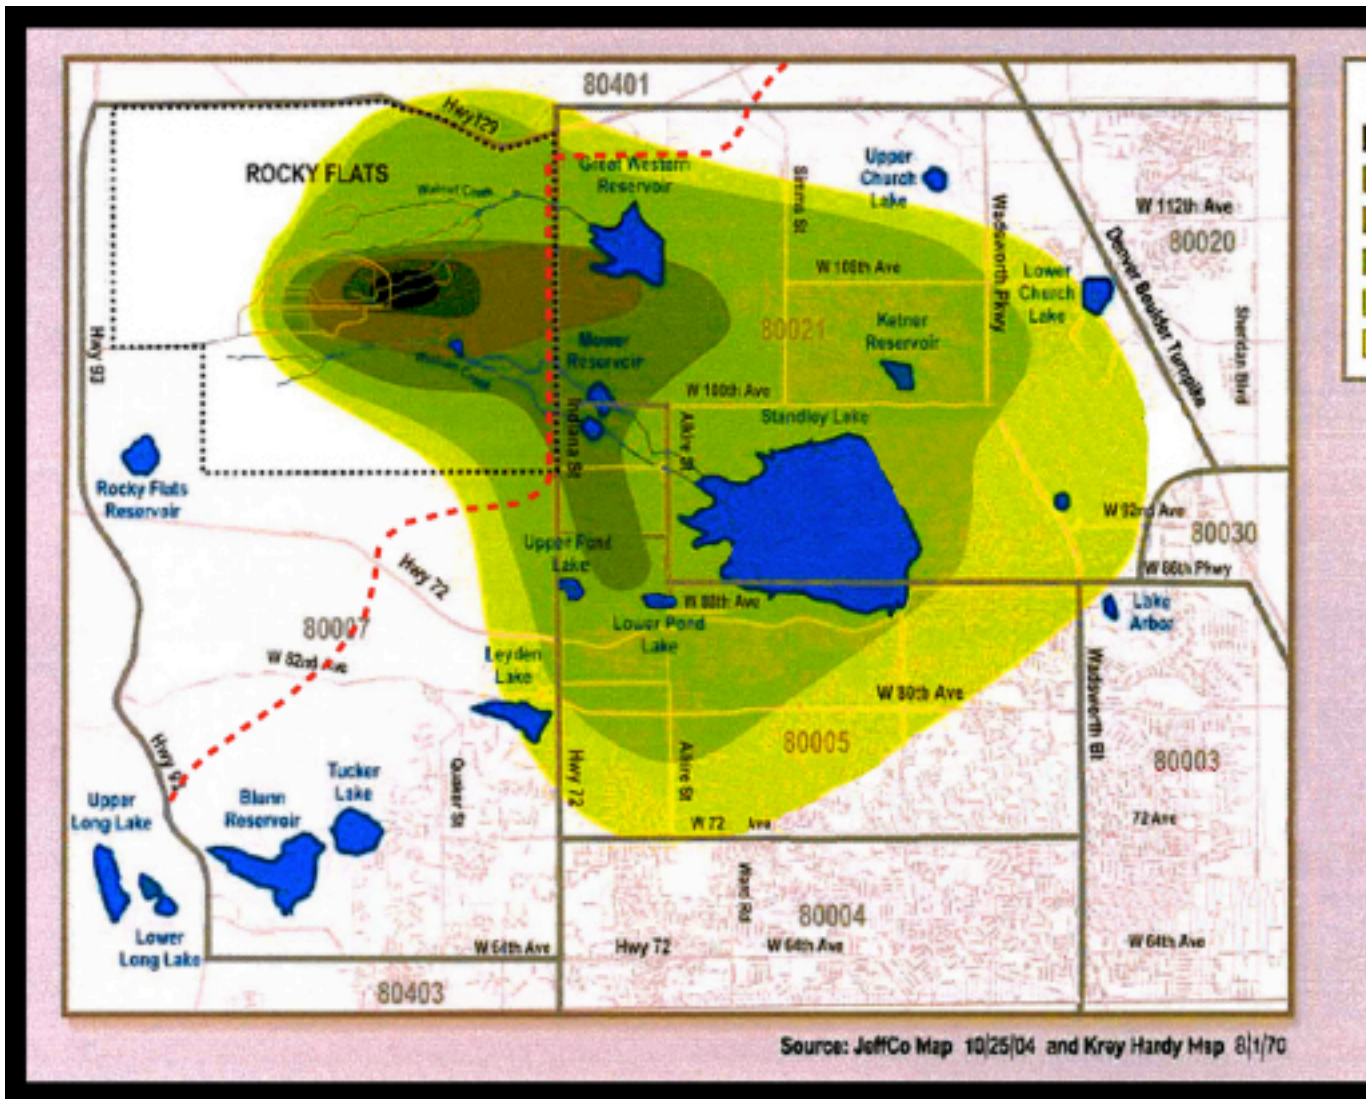 80401
Hwy129
ROCKY FLATS
Great Western
Reservoir
Upper
Church
Lake
Walnut Creek
Simms St
Wadsworth Pkwy
W 112th Ave
80020
Denver Boulder Turnpike
W 108th Ave
Lower
Church
Lake
80021
Ketner
Reservoir
Sheridan Blvd
Hwy 93
Mower
Reservoir
W 100th Ave
Standley Lake
Indiana St
Alkire St
Rocky Flats
Reservoir
W 92nd Ave
80030
Upper Pond
Lake
Hwy 72
W 88th Pkwy
W 88th Ave
Lake
Arbor
80007
Lower Pond
Lake
W 82nd Ave
Leyden
Lake
W 80th Ave
Wadsworth Blt
80005
80003
Hwy 93
Quaker St
Hwy 72
Alkire St
Tucker
Lake
Upper
Long Lake
Blunn
Reservoir
W 72 Ave
72 Ave
Ward Rd
80004
Lower
Long Lake
W 64th Ave
Hwy 72
W 64th Ave
W 64th Ave
80403
Source: JeffCo Map 10/25/04 and Krey Hardy Map 8/1/70